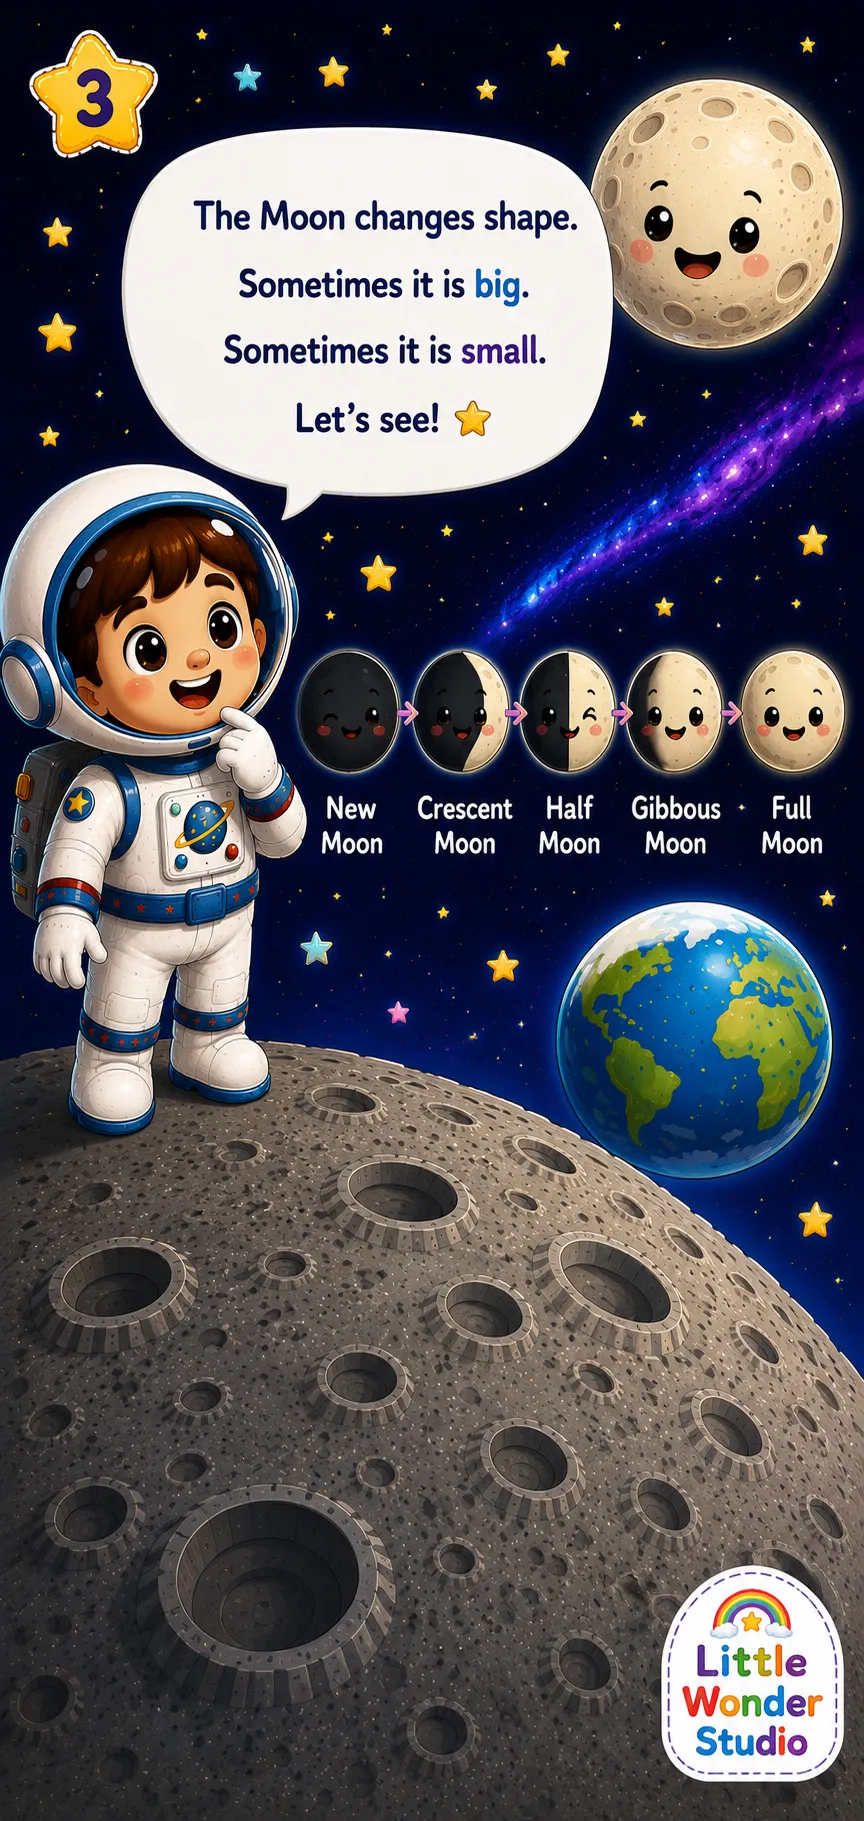 3
The Moon changes shape.
Sometimes it is big.
Sometimes it is small.
Let's see!
New
Moon
Crescent
Moon
Half
Moon
Gibbous
Moon
Full
Moon
Little
Wonder
Studio